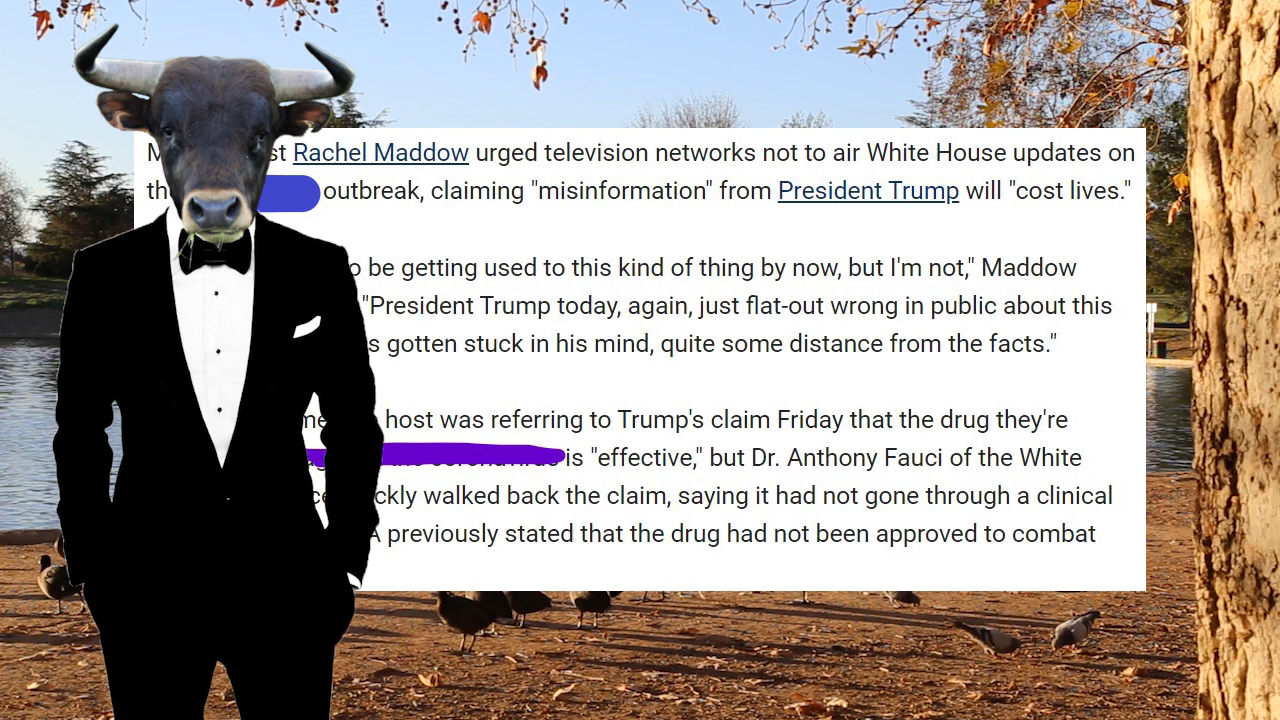 st Rachel Maddow urged television networks not to air White House updates on
outbreak, claiming "misinformation" from President Trump will "cost lives."
be getting used to this kind of thing by now, but I'm not," Maddow
"President Trump today, again, just flat-out wrong in public about this
gotten stuck in his mind, quite some distance from the facts."
host was referring to Trump's claim Friday that the drug they're
is "effective," but Dr. Anthony Fauci of the White
walked back the claim, saying it had not gone through a clinical
previously stated that the drug had not been approved to combat